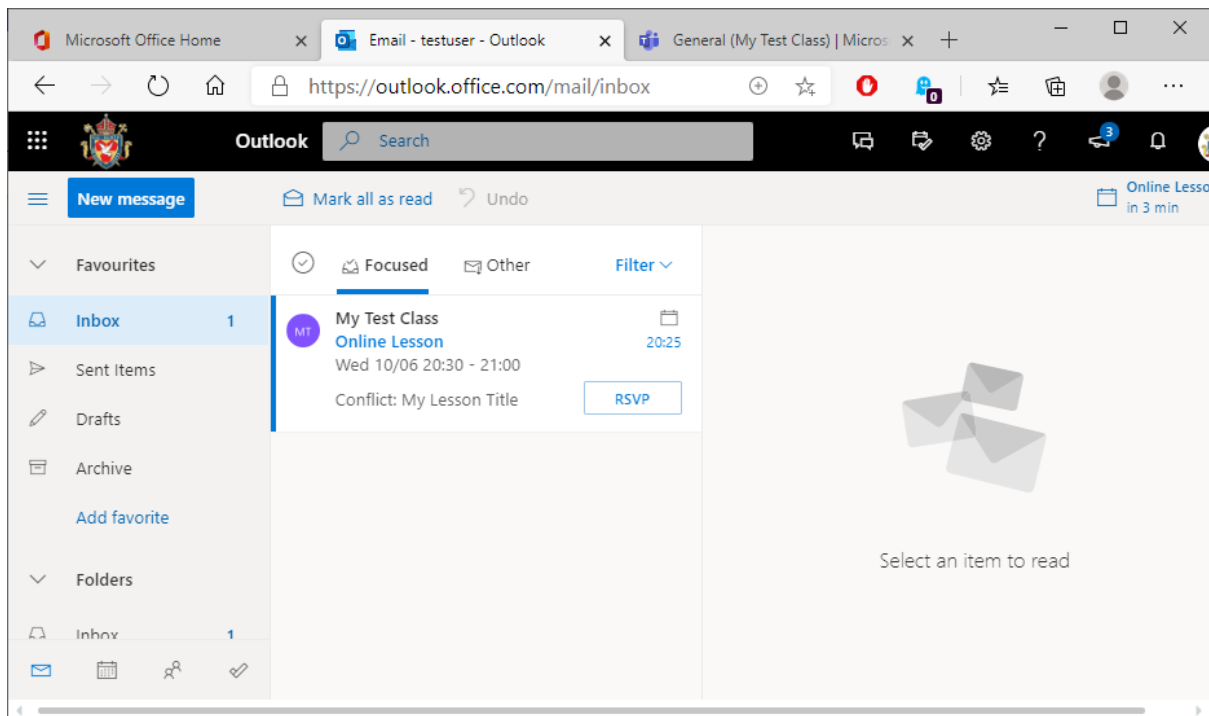 Microsoft Office Home
Email - testuser - Outlook
General (My Test Class) | Micros
https://outlook.office.com/mail/inbox
0
Outlook
Search
3
New message
Mark all as read
Undo
Online Lesso
in 3 min
Favourites
Focused
Other
Filter
Inbox 1
Sent Items
Drafts
Archive
Add favorite
Folders
Inbox 1
MT
My Test Class
Online Lesson
20:25
Wed 10/06 20:30 - 21:00
Conflict: My Lesson Title
RSVP
Select an item to read